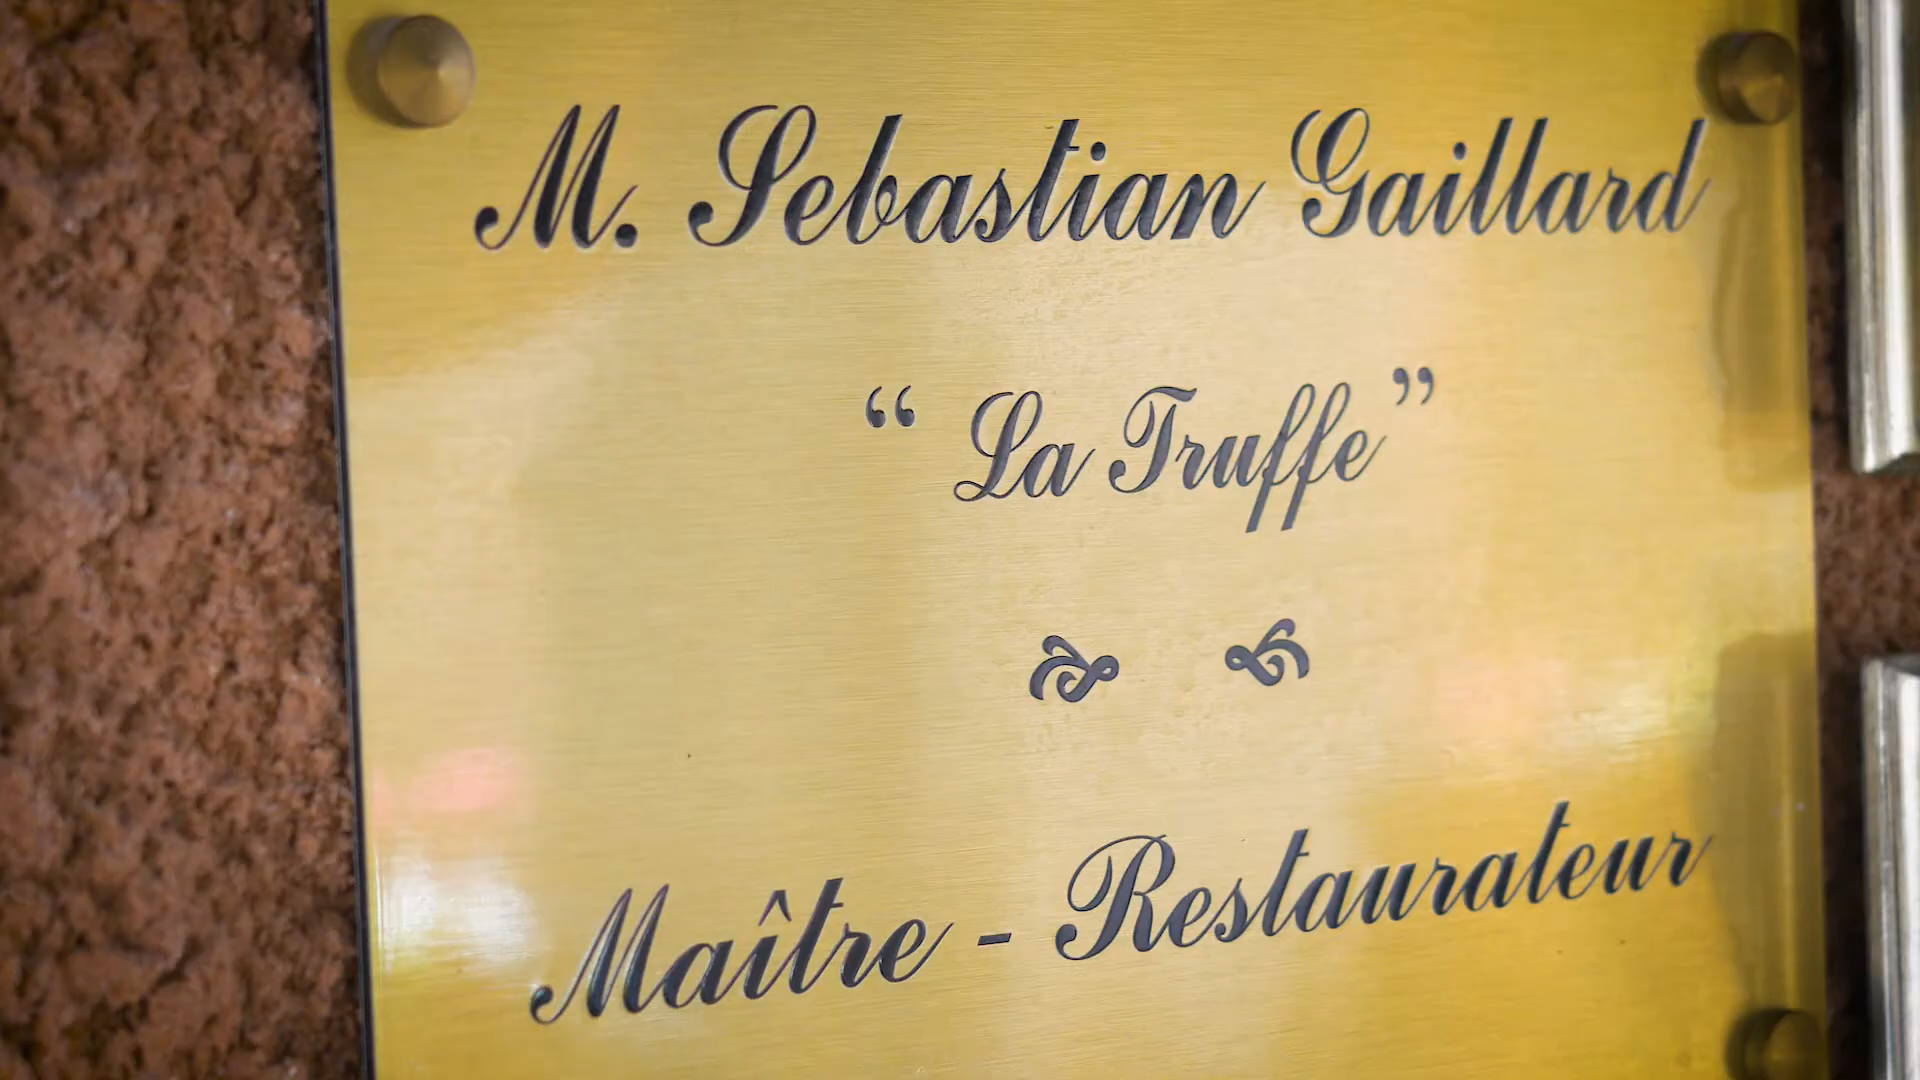 M. Sebastian Gaillard
“ La Truffe”
Maître - Restaurateur